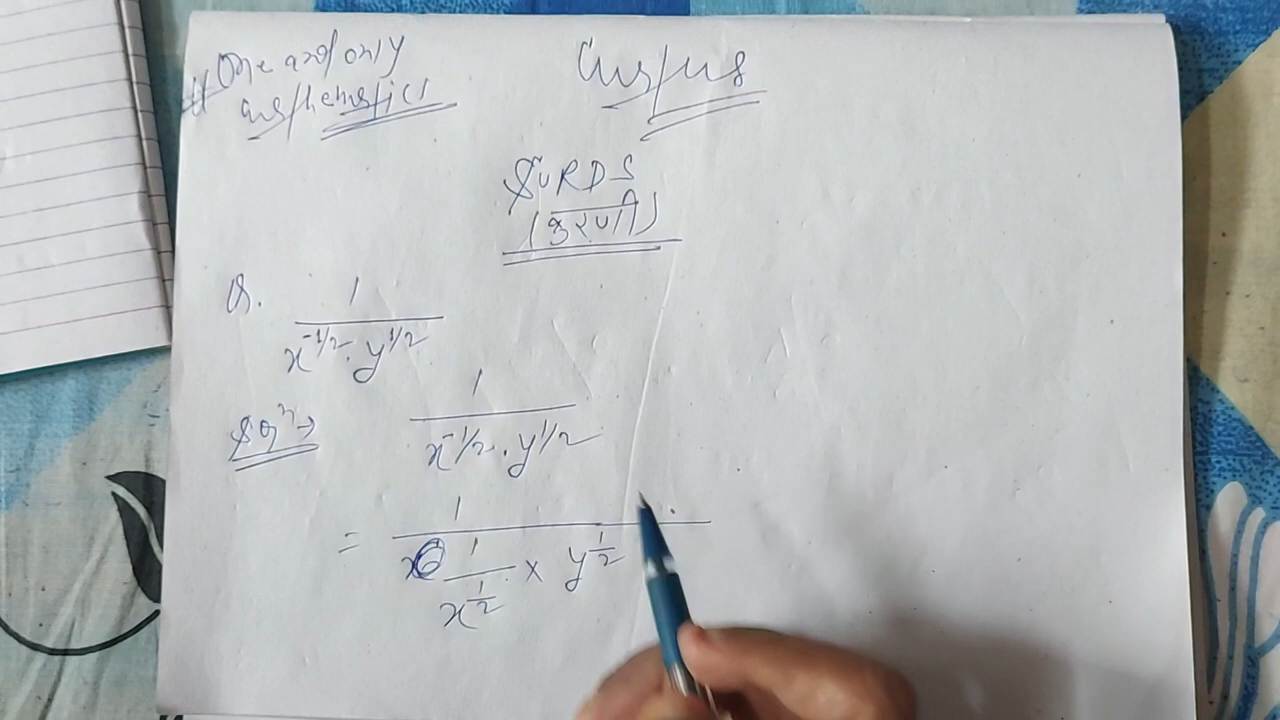 # One and only
mathematics
SURDS
(करणी)
Q. 1 / x^-1/2 . y^1/2
Solⁿ→ 1 / x^-1/2 . y^1/2
= 1 / 1/x^1/2 × y^1/2